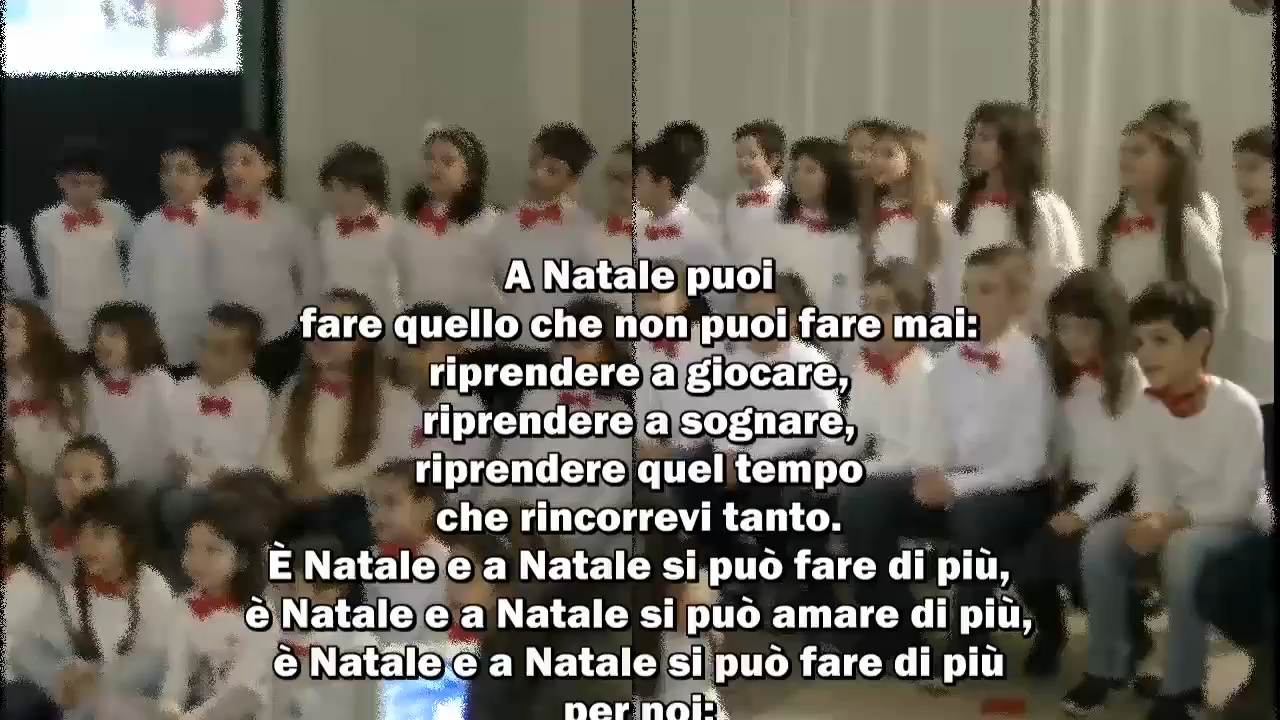 A Natale puoi
fare quello che non puoi fare mai:
riprendere a giocare,
riprendere a sognare,
riprendere quel tempo
che rincorrevi tanto.
È Natale e a Natale si può fare di più,
è Natale e a Natale si può amare di più,
è Natale e a Natale si può fare di più
per noi: